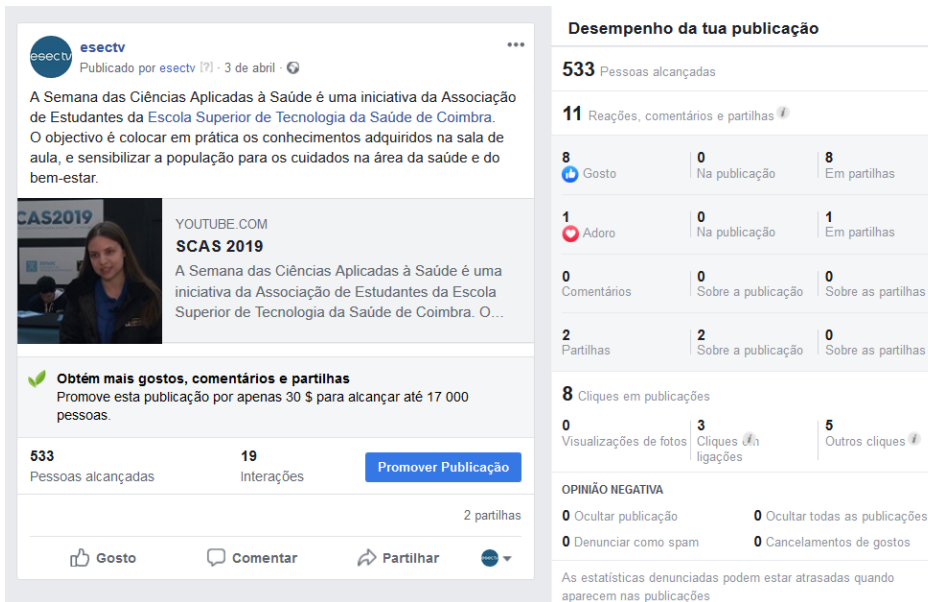 esectv
esectv
Publicado por esectv [?] · 3 de abril ·
A Semana das Ciências Aplicadas à Saúde é uma iniciativa da Associação
de Estudantes da Escola Superior de Tecnologia da Saúde de Coimbra.
O objectivo é colocar em prática os conhecimentos adquiridos na sala de
aula, e sensibilizar a população para os cuidados na área da saúde e do
bem-estar.
CAS2019
YOUTUBE.COM
SCAS 2019
A Semana das Ciências Aplicadas à Saúde é uma
iniciativa da Associação de Estudantes da Escola
Superior de Tecnologia da Saúde de Coimbra. O...
Obtém mais gostos, comentários e partilhas
Promove esta publicação por apenas 30 $ para alcançar até 17 000
pessoas.
533
Pessoas alcançadas
19
Interações
Promover Publicação
2 partilhas
Gosto
Comentar
Partilhar
Desempenho da tua publicação
533 Pessoas alcançadas
11 Reações, comentários e partilhas i
8
Gosto
0
Na publicação
8
Em partilhas
1
Adoro
0
Na publicação
1
Em partilhas
0
Comentários
0
Sobre a publicação
0
Sobre as partilhas
2
Partilhas
2
Sobre a publicação
0
Sobre as partilhas
8 Cliques em publicações
0
Visualizações de fotos
3
Cliques em
ligações
5
Outros cliques i
OPINIÃO NEGATIVA
0 Ocultar publicação
0 Ocultar todas as publicações
0 Denunciar como spam
0 Cancelamentos de gostos
As estatísticas denunciadas podem estar atrasadas quando
aparecem nas publicações